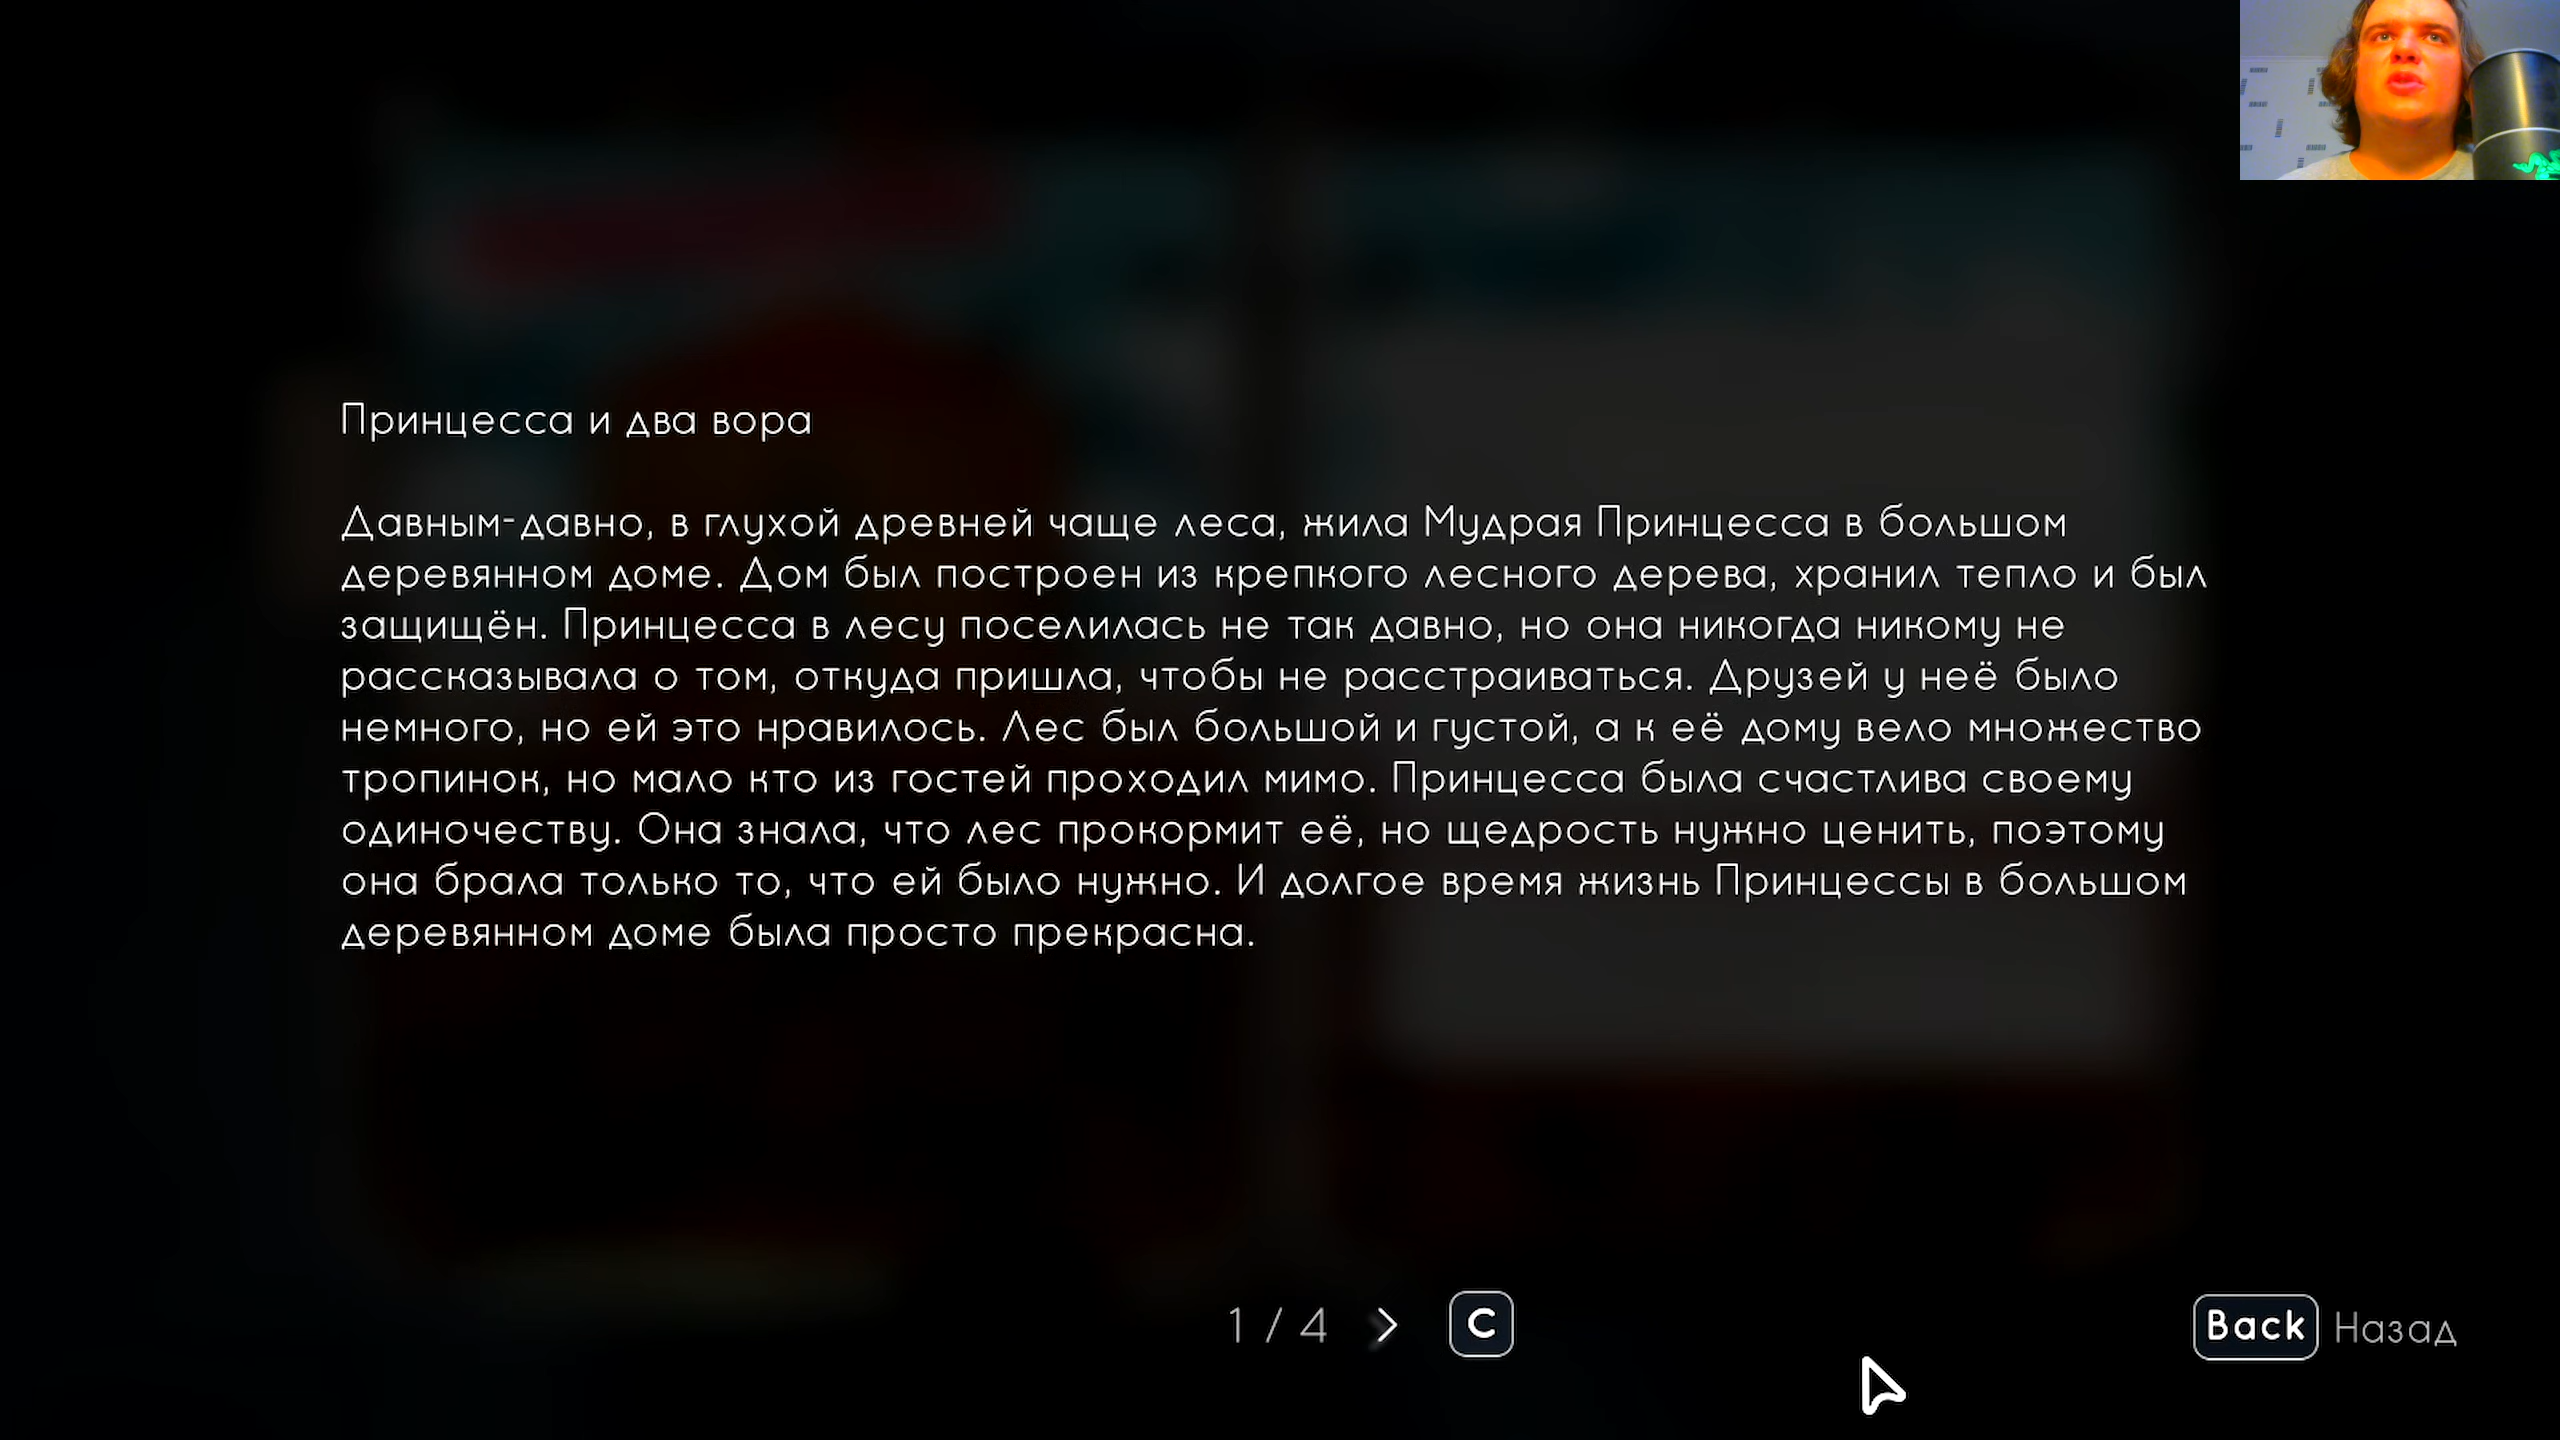 Принцесса и два вора
Давным-давно, в глухой древней чаще леса, жила Мудрая Принцесса в большом
деревянном доме. Дом был построен из крепкого лесного дерева, хранил тепло и был
защищён. Принцесса в лесу поселилась не так давно, но она никогда никому не
рассказывала о том, откуда пришла, чтобы не расстраиваться. Друзей у неё было
немного, но ей это нравилось. Лес был большой и густой, а к её дому вело множество
тропинок, но мало кто из гостей проходил мимо. Принцесса была счастлива своему
одиночеству. Она знала, что лес прокормит её, но щедрость нужно ценить, поэтому
она брала только то, что ей было нужно. И долгое время жизнь Принцессы в большом
деревянном доме была просто прекрасна.
1 / 4 > C
Back Назад